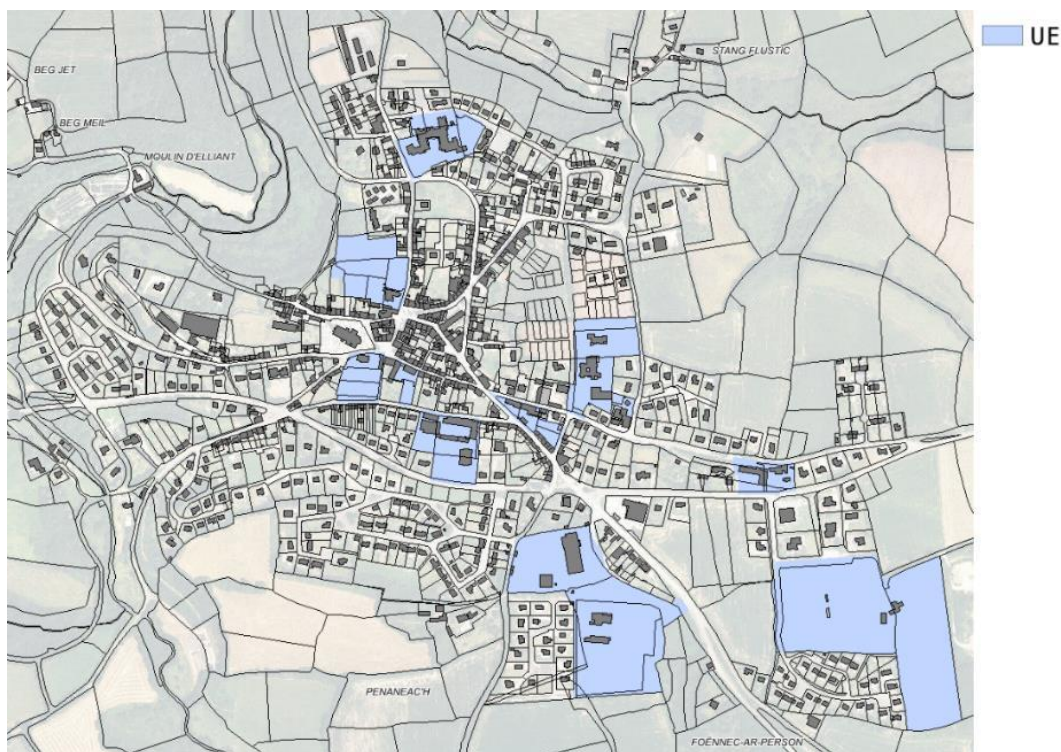 UE
STANG FLUSTIC
BEG JET
BEG MEIL
MOULIN D'ELLIANT
PENANEAC'H
FOËNNEC-AR-PERSON